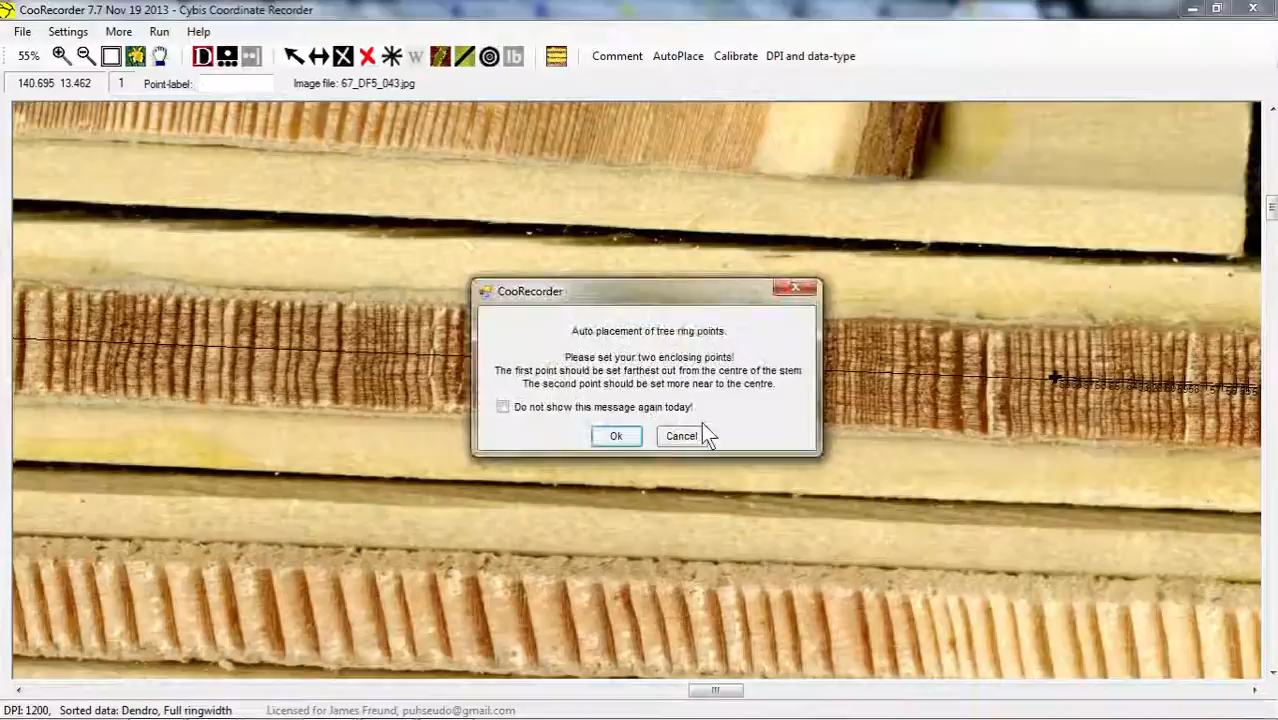 CooRecorder 7.7 Nov 19 2013 - Cybis Coordinate Recorder
File Settings More Run Help
55% D W lb Comment AutoPlace Calibrate DPI and data-type
140.695 13.462 1 Point-label: Image file: 67_DF5_043.jpg
CooRecorder
Auto placement of tree ring points.
Please set your two enclosing points!
The first point should be set farthest out from the centre of the stem
The second point should be set more near to the centre.
Do not show this message again today!
Ok Cancel
DPI: 1200, Sorted data: Dendro, Full ringwidth Licensed for James Freund, puhseudo@gmail.com